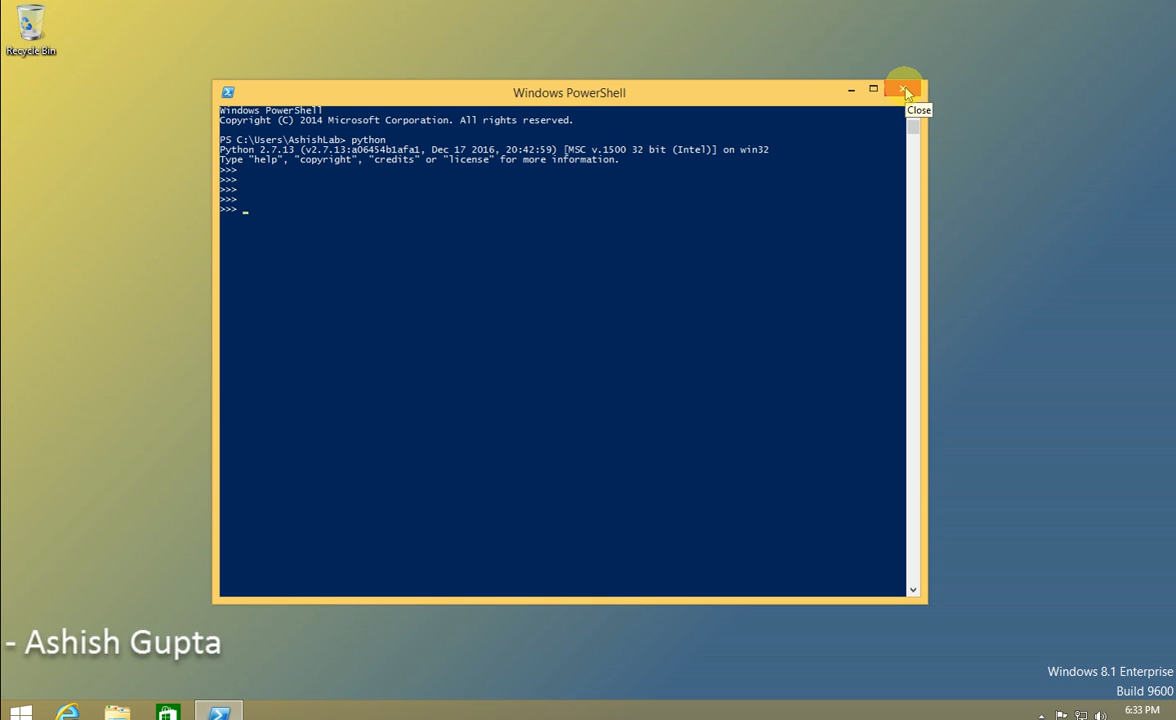 Recycle Bin
Windows PowerShell
Close
Windows PowerShell
Copyright (C) 2014 Microsoft Corporation. All rights reserved.
PS C:\Users\AshishLab> python
Python 2.7.13 (v2.7.13:a06454b1afa1, Dec 17 2016, 20:42:59) [MSC v.1500 32 bit (Intel)] on win32
Type "help", "copyright", "credits" or "license" for more information.
>>>
>>>
>>>
>>>
>>> _
- Ashish Gupta
Windows 8.1 Enterprise
Build 9600
6:33 PM